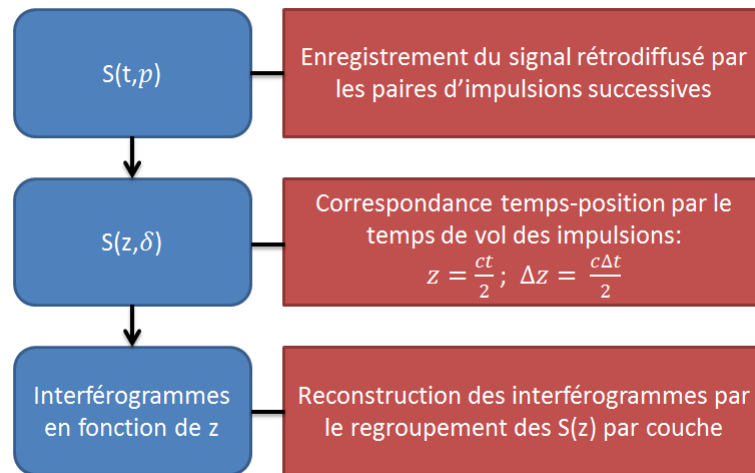 S(t,p)
Enregistrement du signal rétrodiffusé par
les paires d'impulsions successives
S(z,δ)
Correspondance temps-position par le
temps de vol des impulsions:
z = ct/2 ; Δz = cΔt/2
Interférogrammes
en fonction de z
Reconstruction des interférogrammes par
le regroupement des S(z) par couche